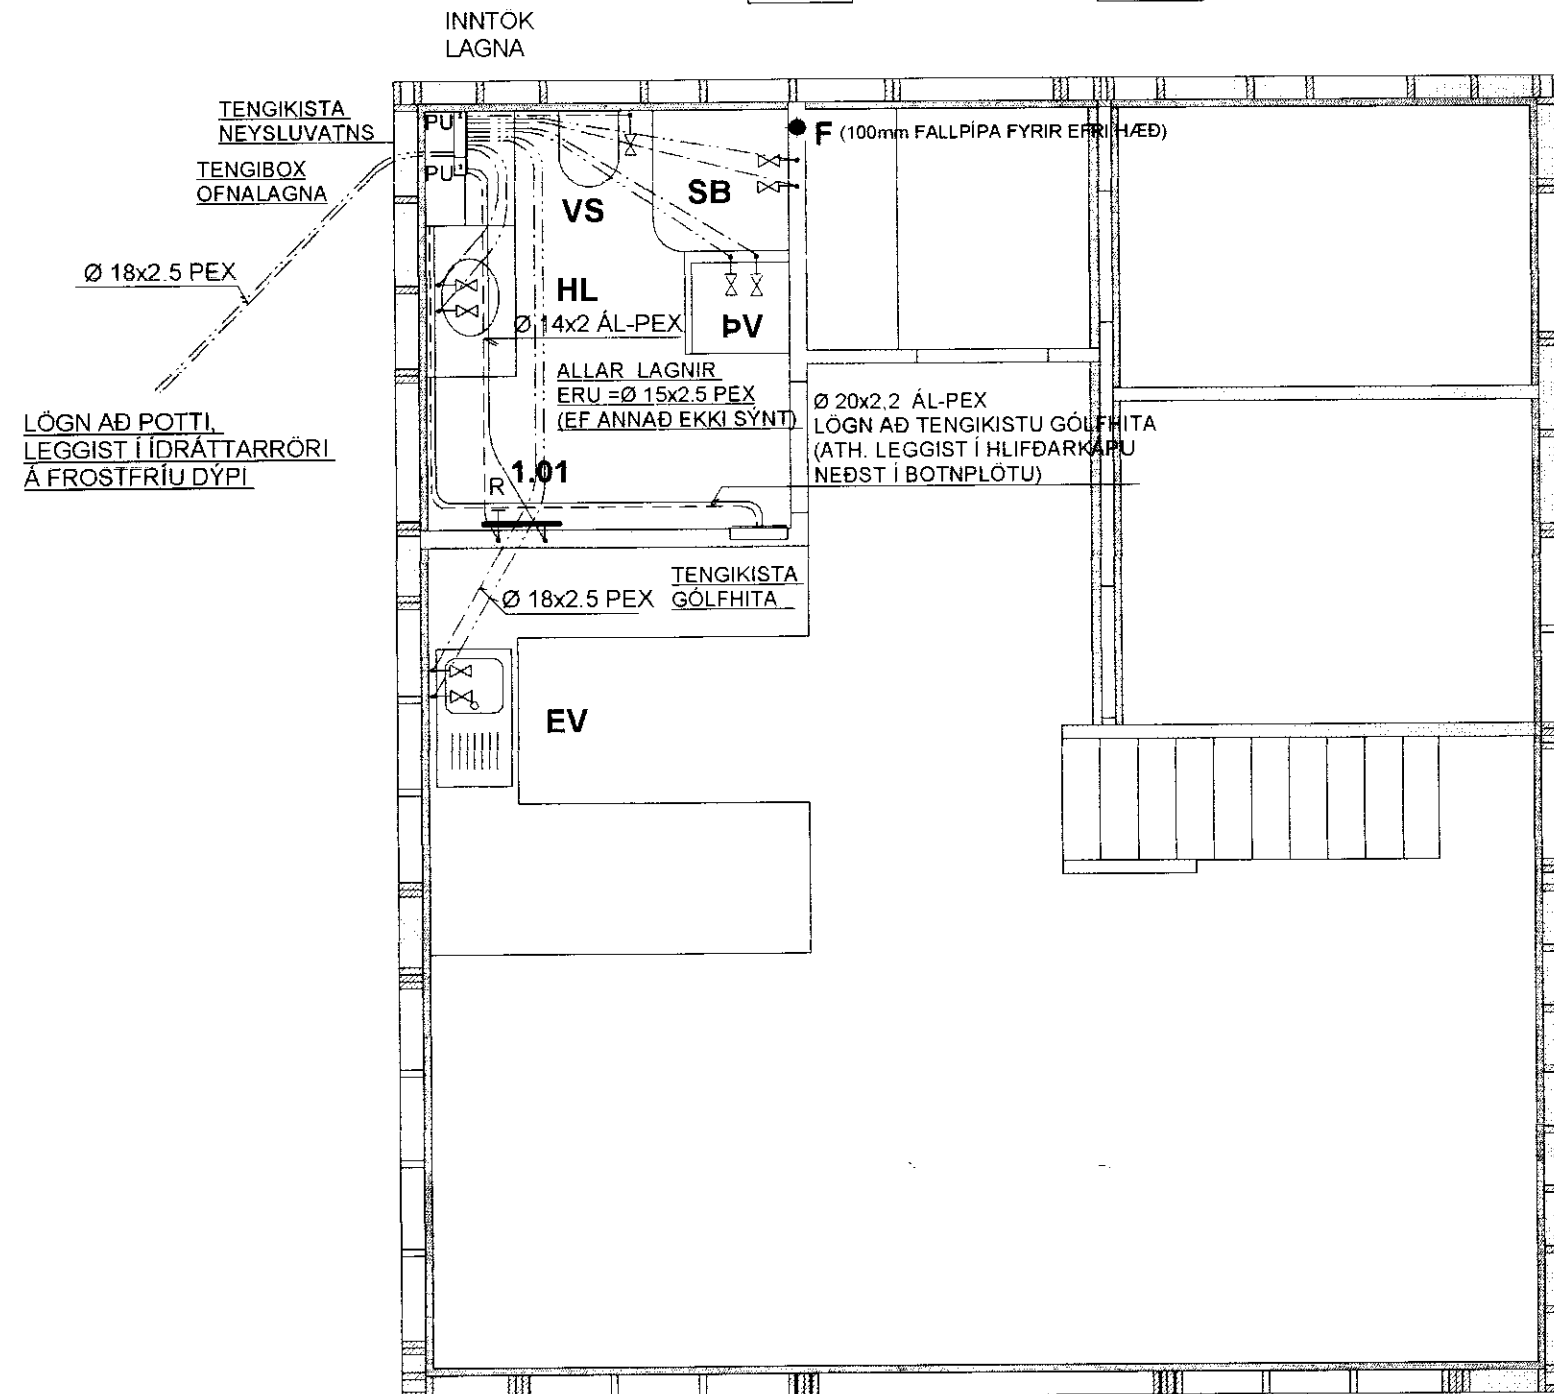 INNTÖK
LAGNA
TENGIKISTA
NEYSLUVATNS
TENGIBOX
OFNALAGNA
PU
PU
F (100mm FALLPÍPA FYRIR EFRI HÆÐ)
VS
SB
Ø 18x2.5 PEX
HL
Ø 14x2 ÁL-PEX
ÞV
ALLAR LAGNIR
ERU =Ø 15x2.5 PEX
(EF ANNAÐ EKKI SÝNT)
Ø 20x2,2 ÁL-PEX
LÖGN AÐ TENGIKISTU GÓLFHITA
(ATH. LEGGIST Í HLIFÐARKÁPU
NEÐST Í BOTNPLÖTU)
LÖGN AÐ POTTI,
LEGGIST Í ÍDRÁTTARRÖRI
Á FROSTFRÍU DÝPI
1.01
R
TENGIKISTA
GÓLFHITA
Ø 18x2.5 PEX
EV